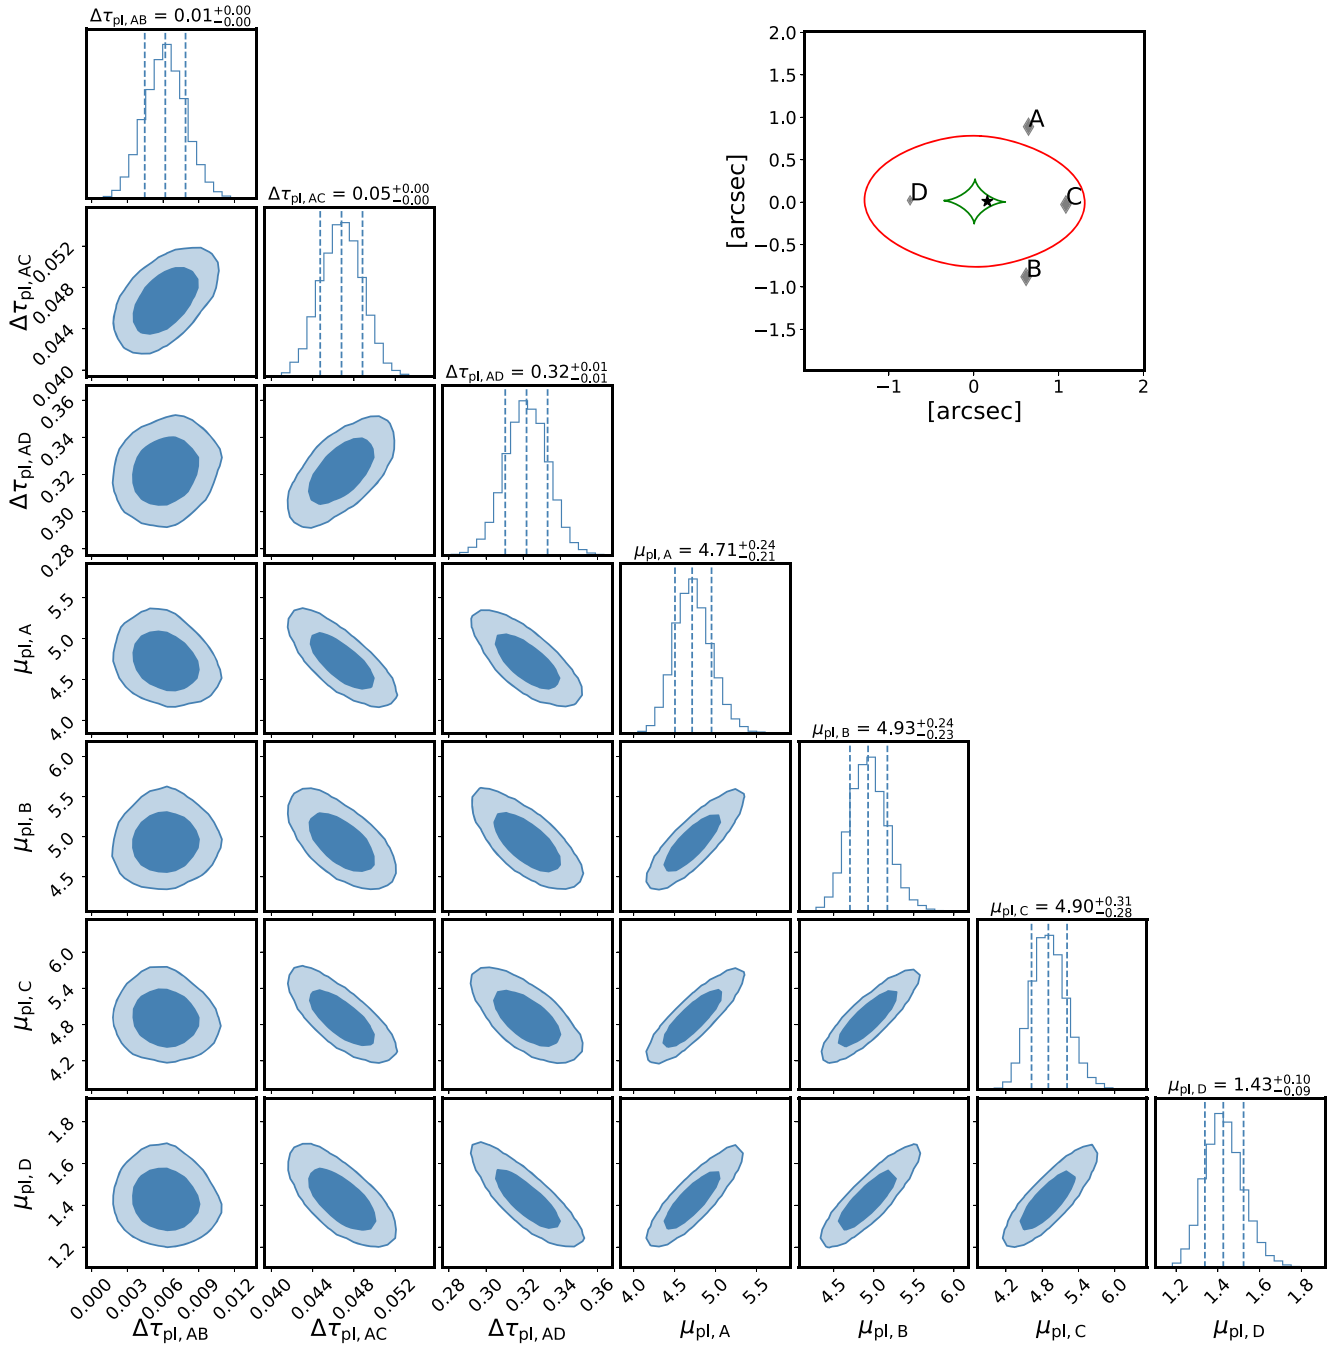 Δτpl, AB = 0.01+0.00−0.00
Δτpl, AC = 0.05+0.00−0.00
Δτpl, AD = 0.32+0.01−0.01
μpl, A = 4.71+0.24−0.21
μpl, B = 4.93+0.24−0.23
μpl, C = 4.90+0.31−0.28
μpl, D = 1.43+0.10−0.09
2.0
1.5
1.0
0.5
0.0
−0.5
−1.0
−1.5
[arcsec]
A
D
C
B
−1 0 1 2
[arcsec]
Δτpl, AC
0.052
0.048
0.044
0.040
Δτpl, AD
0.36
0.34
0.32
0.30
0.28
μpl, A
5.5
5.0
4.5
4.0
μpl, B
6.0
5.5
5.0
4.5
μpl, C
6.0
5.4
4.8
4.2
μpl, D
1.8
1.6
1.4
1.2
0.000 0.003 0.006 0.009 0.012
0.040 0.044 0.048 0.052
0.28 0.30 0.32 0.34 0.36
4.0 4.5 5.0 5.5
4.5 5.0 5.5 6.0
4.2 4.8 5.4 6.0
1.2 1.4 1.6 1.8
Δτpl, AB Δτpl, AC Δτpl, AD μpl, A μpl, B μpl, C μpl, D